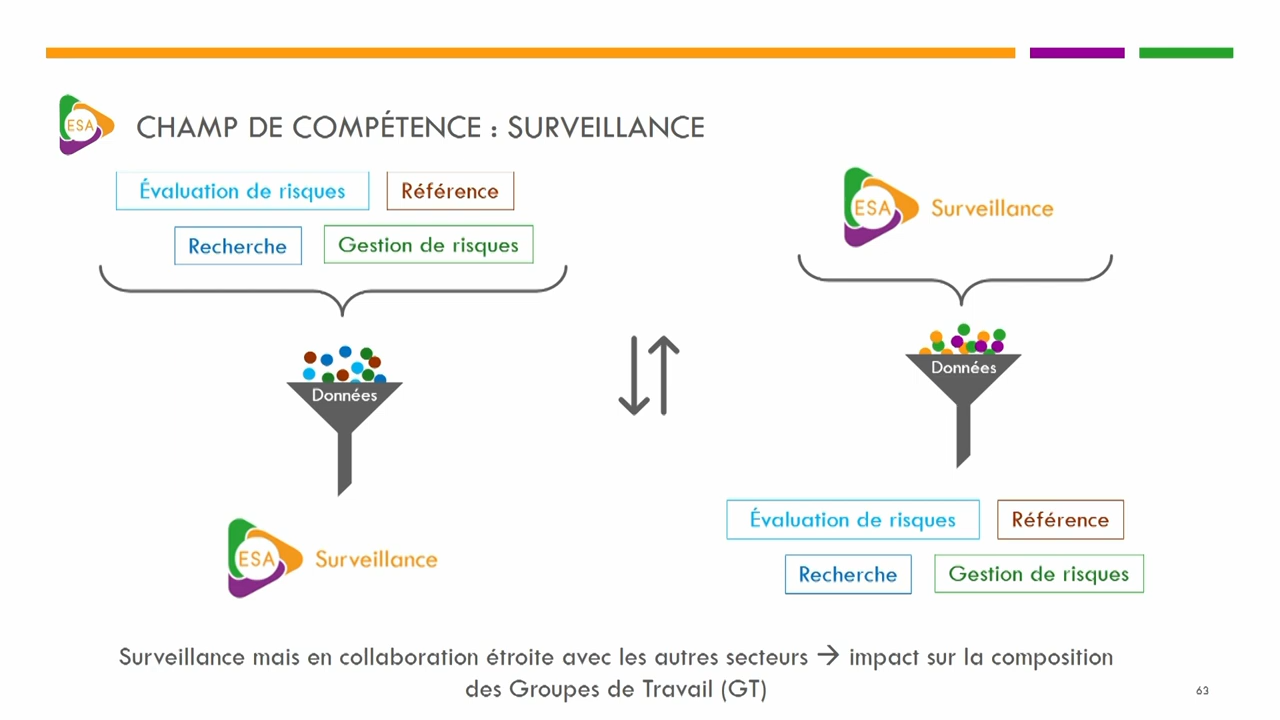 ESA
CHAMP DE COMPÉTENCE : SURVEILLANCE
Évaluation de risques
Référence
Recherche
Gestion de risques
Données
ESA Surveillance
ESA Surveillance
Données
Évaluation de risques
Référence
Recherche
Gestion de risques
Surveillance mais en collaboration étroite avec les autres secteurs → impact sur la composition
des Groupes de Travail (GT)
63